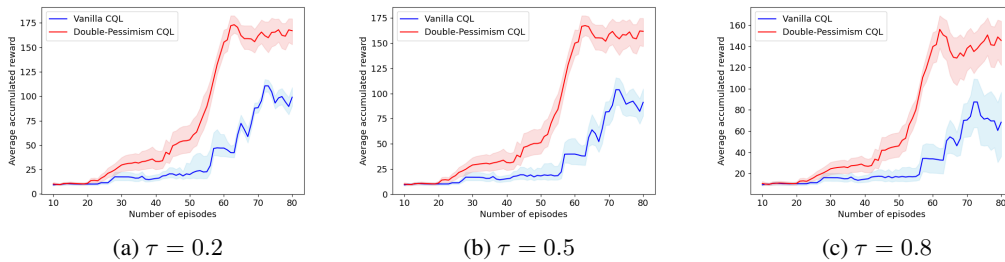 Vanilla CQL
Double-Pessimism CQL
Average accumulated reward
175
150
125
100
75
50
25
0
10 20 30 40 50 60 70 80
Number of episodes
(a) τ = 0.2
Vanilla CQL
Double-Pessimism CQL
Average accumulated reward
175
150
125
100
75
50
25
0
10 20 30 40 50 60 70 80
Number of episodes
(b) τ = 0.5
Vanilla CQL
Double-Pessimism CQL
Average accumulated reward
160
140
120
100
80
60
40
20
10 20 30 40 50 60 70 80
Number of episodes
(c) τ = 0.8